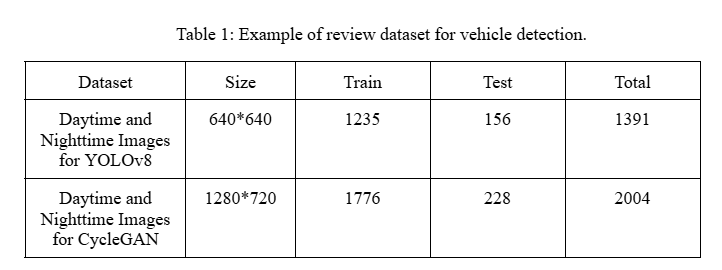 Table 1: Example of review dataset for vehicle detection.
Dataset Size Train Test Total
Daytime and
Nighttime Images
for YOLOv8
640*640 1235 156 1391
Daytime and
Nighttime Images
for CycleGAN
1280*720 1776 228 2004